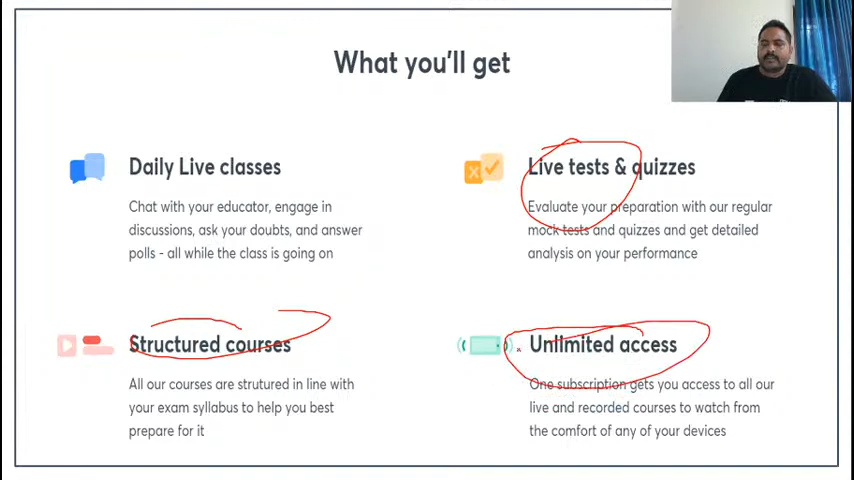 What you'll get
Daily Live classes
Chat with your educator, engage in
discussions, ask your doubts, and answer
polls - all while the class is going on
Live tests & quizzes
Evaluate your preparation with our regular
mock tests and quizzes and get detailed
analysis on your performance
Structured courses
All our courses are strutured in line with
your exam syllabus to help you best
prepare for it
Unlimited access
One subscription gets you access to all our
live and recorded courses to watch from
the comfort of any of your devices